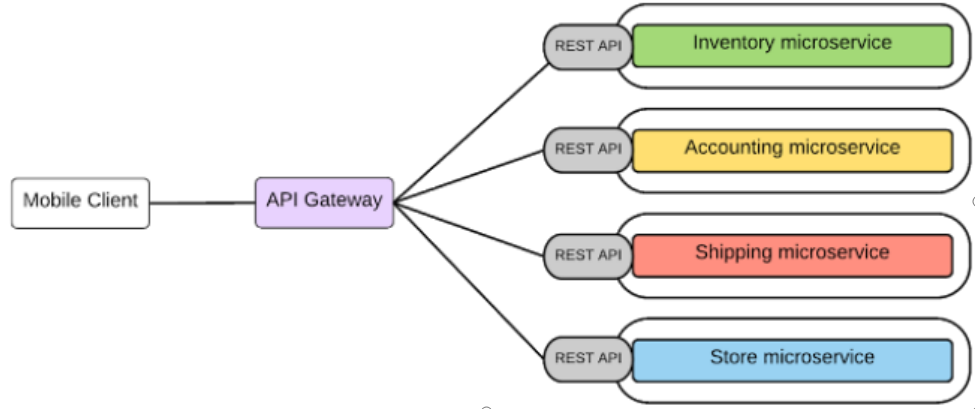 REST API
Inventory microservice
REST API
Accounting microservice
Mobile Client
API Gateway
REST API
Shipping microservice
REST API
Store microservice